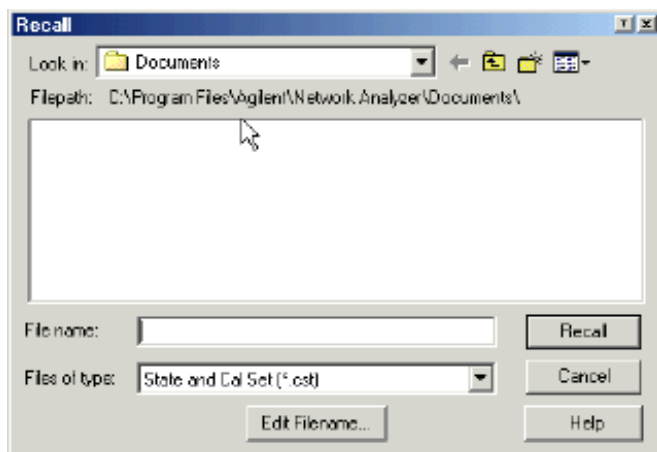 Recall
Look in: Documents
Filepath: C:\Program Files\Agilent\Network Analyzer\Documents\
File name:
Recall
Files of type: State and Cal Set (*.cst)
Cancel
Edit Filename...
Help